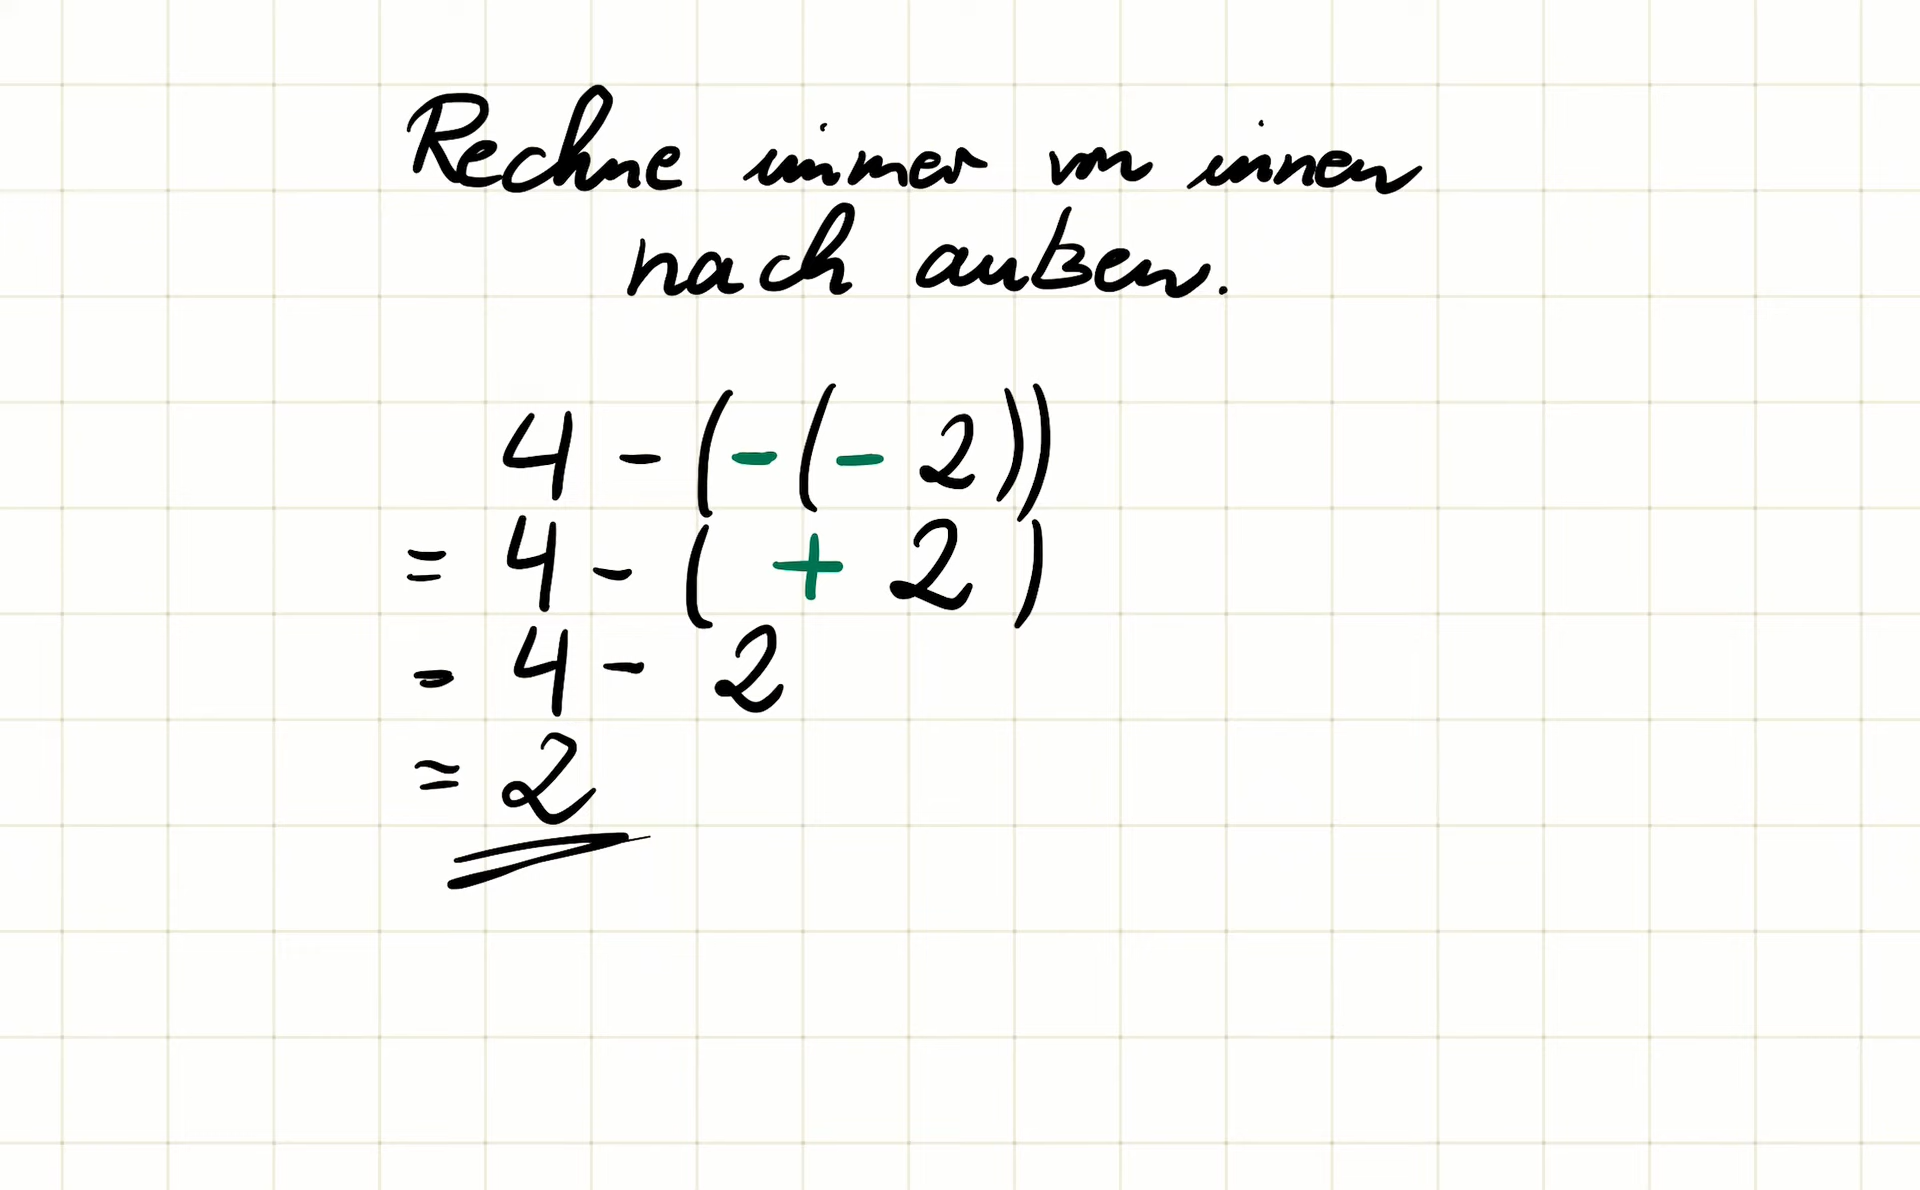 Rechne immer von innen
nach außen.
4 - (-(- 2))
= 4 - ( + 2 )
= 4 - 2
= 2